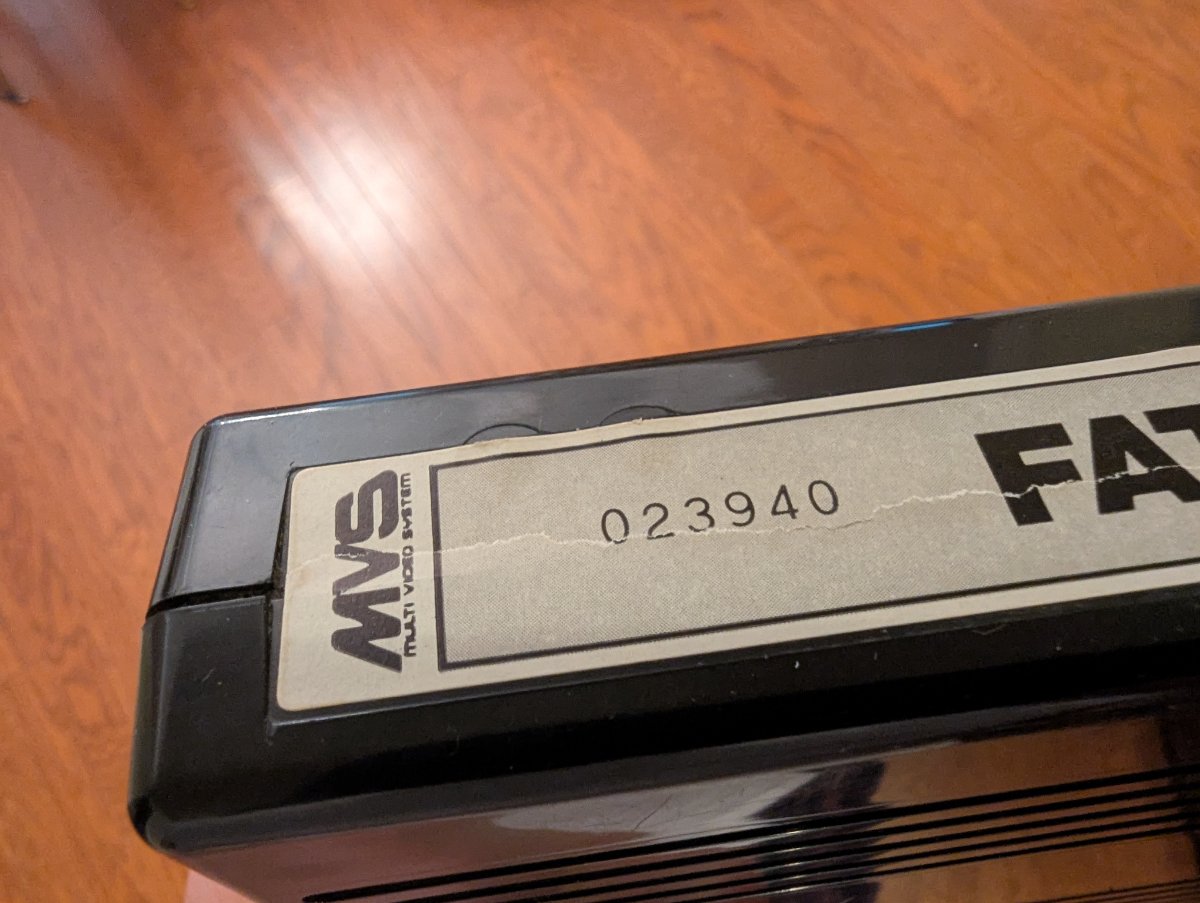 MVS
MULTI VIDEO SYSTEM
023940
FAT